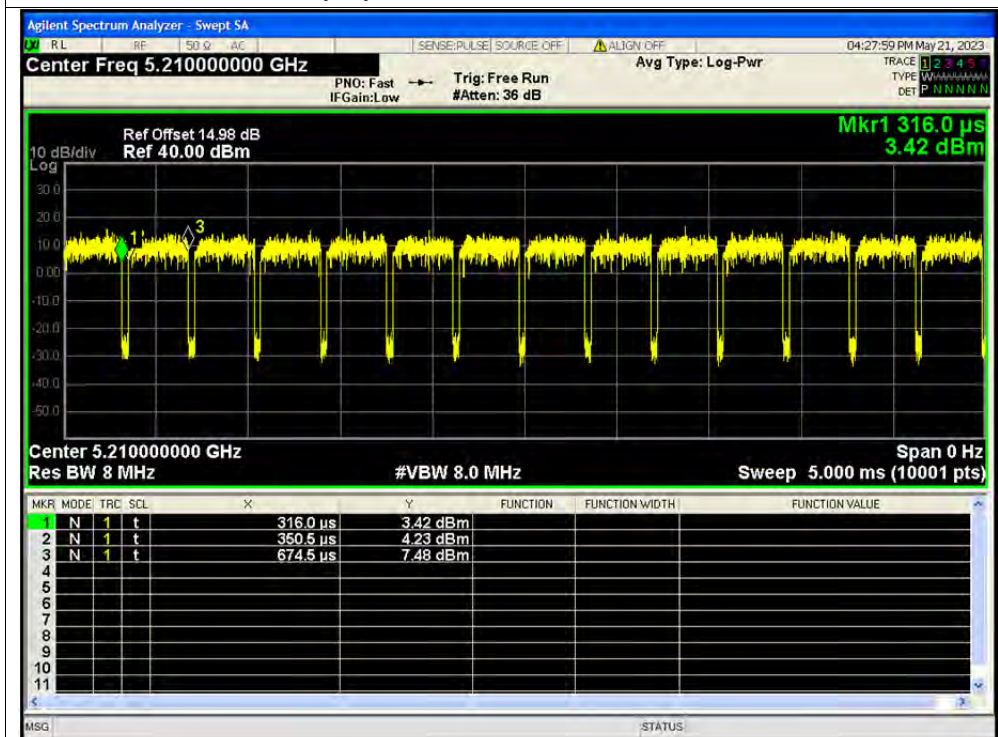 Agilent Spectrum Analyzer - Swept SA
RL RF 50 Ω AC SENSE:PULSE SOURCE OFF ALIGN OFF 04:27:59 PM May 21, 2023
Center Freq 5.210000000 GHz Avg Type: Log-Pwr TRACE 1 2 3 4 5
PNO: Fast Trig: Free Run TYPE
IFGain:Low #Atten: 36 dB DET P N N N N N
Mkr1 316.0 µs
Ref Offset 14.98 dB
10 dB/div Ref 40.00 dBm 3.42 dBm
Log
30.0
20.0
10.0
0.00
-10.0
-20.0
-30.0
-40.0
-50.0
1
3
Center 5.210000000 GHz Span 0 Hz
Res BW 8 MHz #VBW 8.0 MHz Sweep 5.000 ms (10001 pts)
MKR MODE TRC SCL X Y FUNCTION FUNCTION WIDTH FUNCTION VALUE
1 N 1 t 316.0 µs 3.42 dBm
2 N 1 t 350.5 µs 4.23 dBm
3 N 1 t 674.5 µs 7.48 dBm
4
5
6
7
8
9
10
11
MSG STATUS